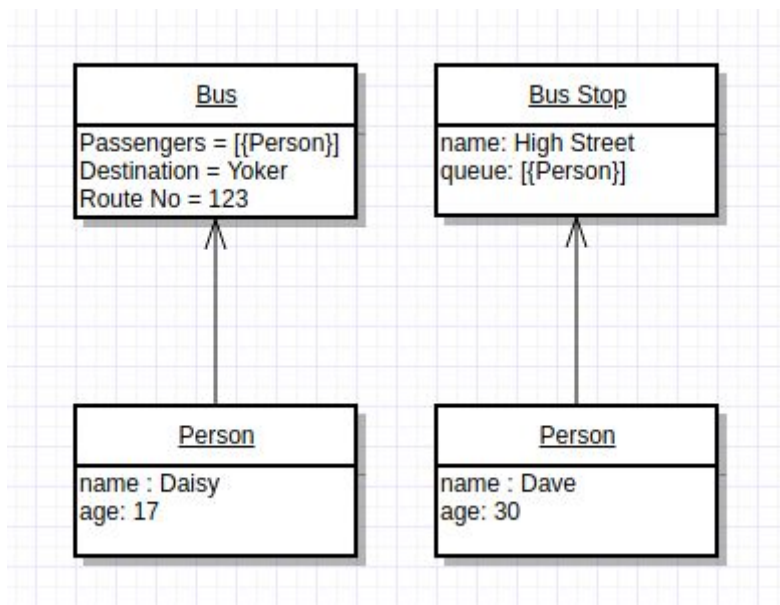 Bus
Passengers = [{Person}]
Destination = Yoker
Route No = 123
Bus Stop
name: High Street
queue: [{Person}]
Person
name : Daisy
age: 17
Person
name : Dave
age: 30